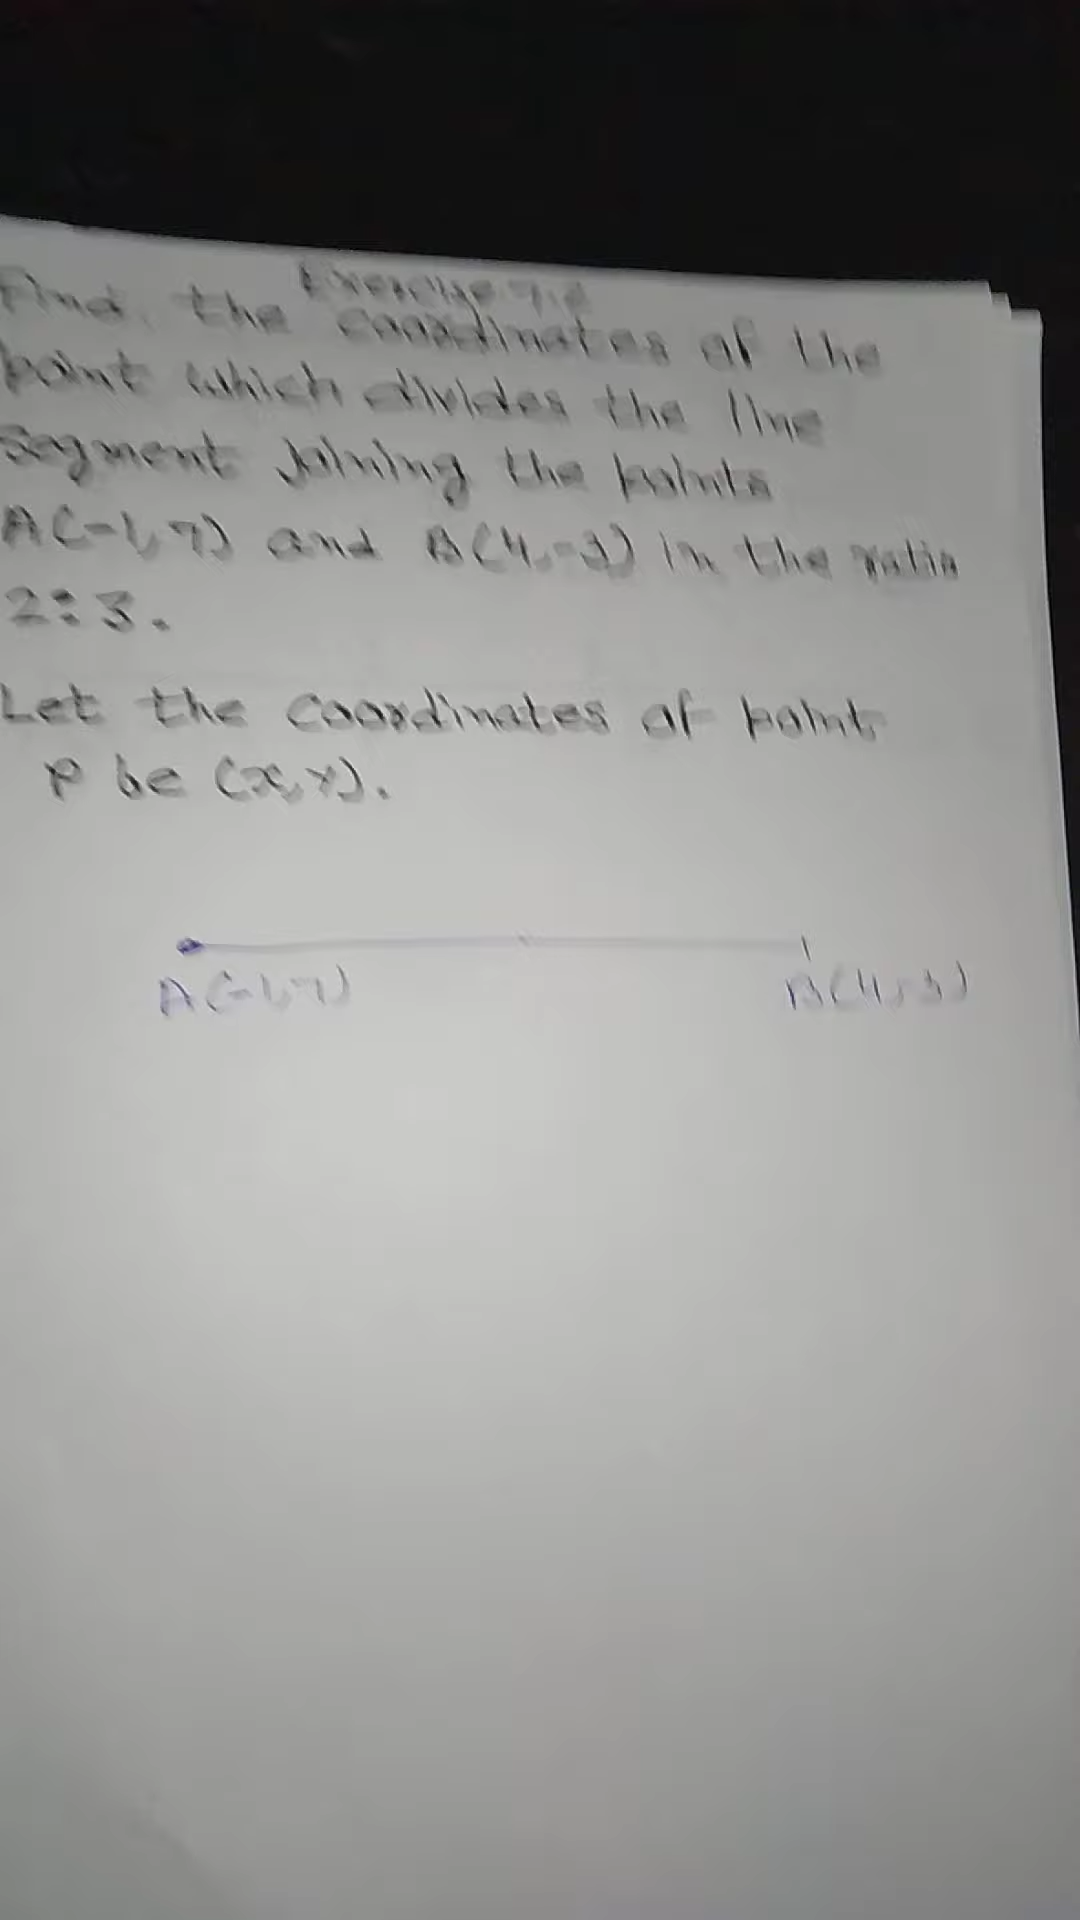 Exercise 7.2
Find the coordinates of the
point which divides the line
segment joining the points
A(-1, 7) and B(4, -3) in the ratio
2:3.
Let the coordinates of point
P be (x, y).
A(-1, 7) B(4, -3)